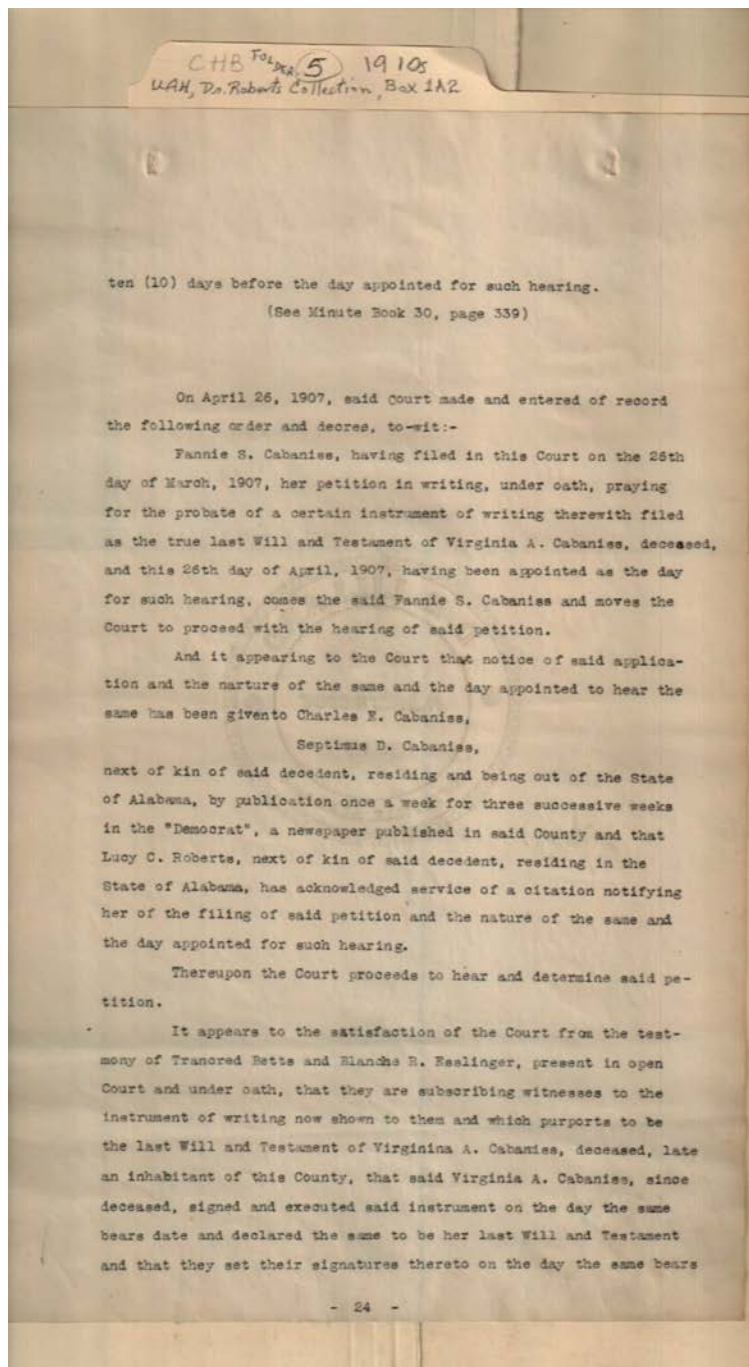 CHB FOLDER 5 1910s
UAH, Dr. Roberts Collection, Box 1A2
ten (10) days before the day appointed for such hearing.
(See Minute Book 30, page 339)
On April 26, 1907, said Court made and entered of record
the following order and decree, to-wit:-
Fannie S. Cabaniss, having filed in this Court on the 26th
day of March, 1907, her petition in writing, under oath, praying
for the probate of a certain instrument of writing therewith filed
as the true last Will and Testament of Virginia A. Cabaniss, deceased,
and this 26th day of April, 1907, having been appointed as the day
for such hearing, comes the said Fannie S. Cabaniss and moves the
Court to proceed with the hearing of said petition.
And it appearing to the Court that notice of said applica-
tion and the narture of the same and the day appointed to hear the
same has been givento Charles E. Cabaniss,
Septimus D. Cabaniss,
next of kin of said decedent, residing and being out of the State
of Alabama, by publication once a week for three successive weeks
in the "Democrat", a newspaper published in said County and that
Lucy C. Roberts, next of kin of said decedent, residing in the
State of Alabama, has acknowledged service of a citation notifying
her of the filing of said petition and the nature of the same and
the day appointed for such hearing.
Thereupon the Court proceeds to hear and determine said pe-
tition.
It appears to the satisfaction of the Court from the test-
mony of Trancred Betts and Blanche R. Esslinger, present in open
Court and under oath, that they are subscribing witnesses to the
instrument of writing now shown to them and which purports to be
the last Will and Testament of Virginina A. Cabaniss, deceased, late
an inhabitant of this County, that said Virginia A. Cabaniss, since
deceased, signed and executed said instrument on the day the same
bears date and declared the same to be her last Will and Testament
and that they set their signatures thereto on the day the same bears
- 24 -